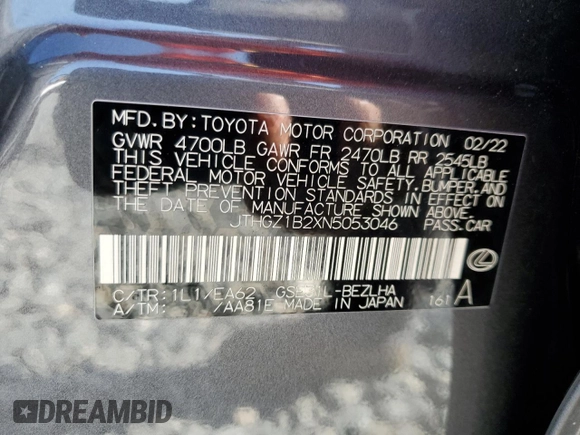 MFD. BY: TOYOTA MOTOR CORPORATION 02/22
GVWR 4700LB GAWR FR 2470LB RR 2545LB
THIS VEHICLE CONFORMS TO ALL APPLICABLE
FEDERAL MOTOR VEHICLE SAFETY, BUMPER, AND
THEFT PREVENTION STANDARDS IN EFFECT ON
THE DATE OF MANUFACTURE SHOWN ABOVE.
JTHGZ1B2XN5053046 PASS.CAR
C/TR: 1L1/EA62 L-BEZLHA
A/TM: /AA81E MADE IN JAPAN 161 A
DREAMBID